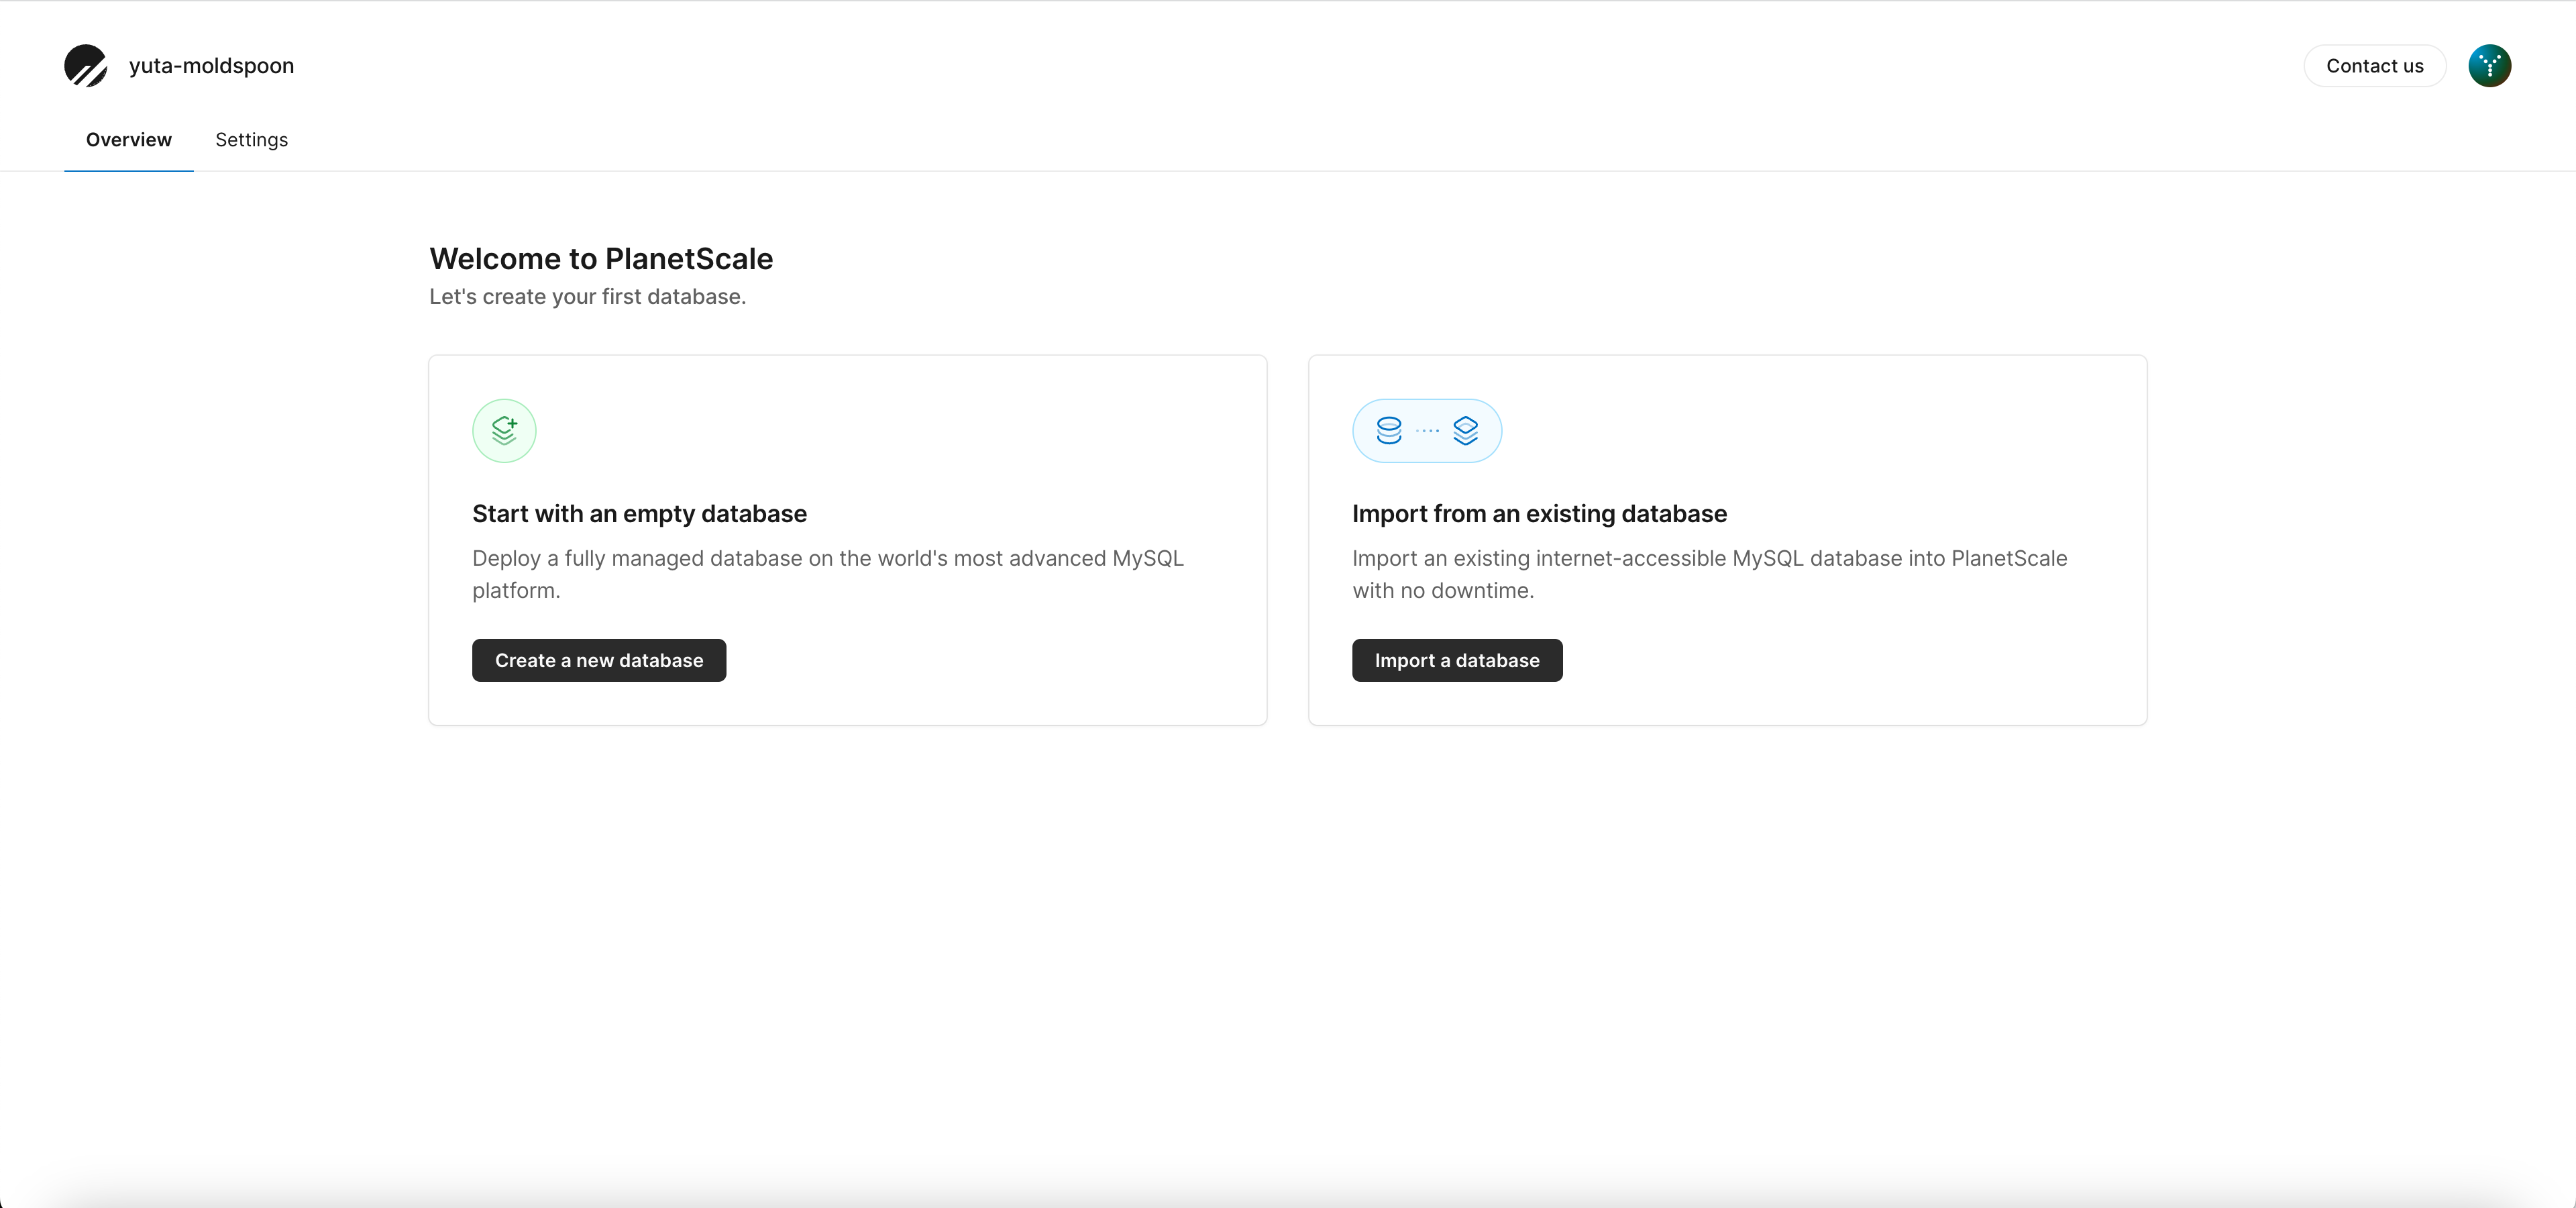 yuta-moldspoon
Contact us
Overview
Settings
Welcome to PlanetScale
Let's create your first database.
Start with an empty database
Deploy a fully managed database on the world's most advanced MySQL
platform.
Create a new database
Import from an existing database
Import an existing internet-accessible MySQL database into PlanetScale
with no downtime.
Import a database